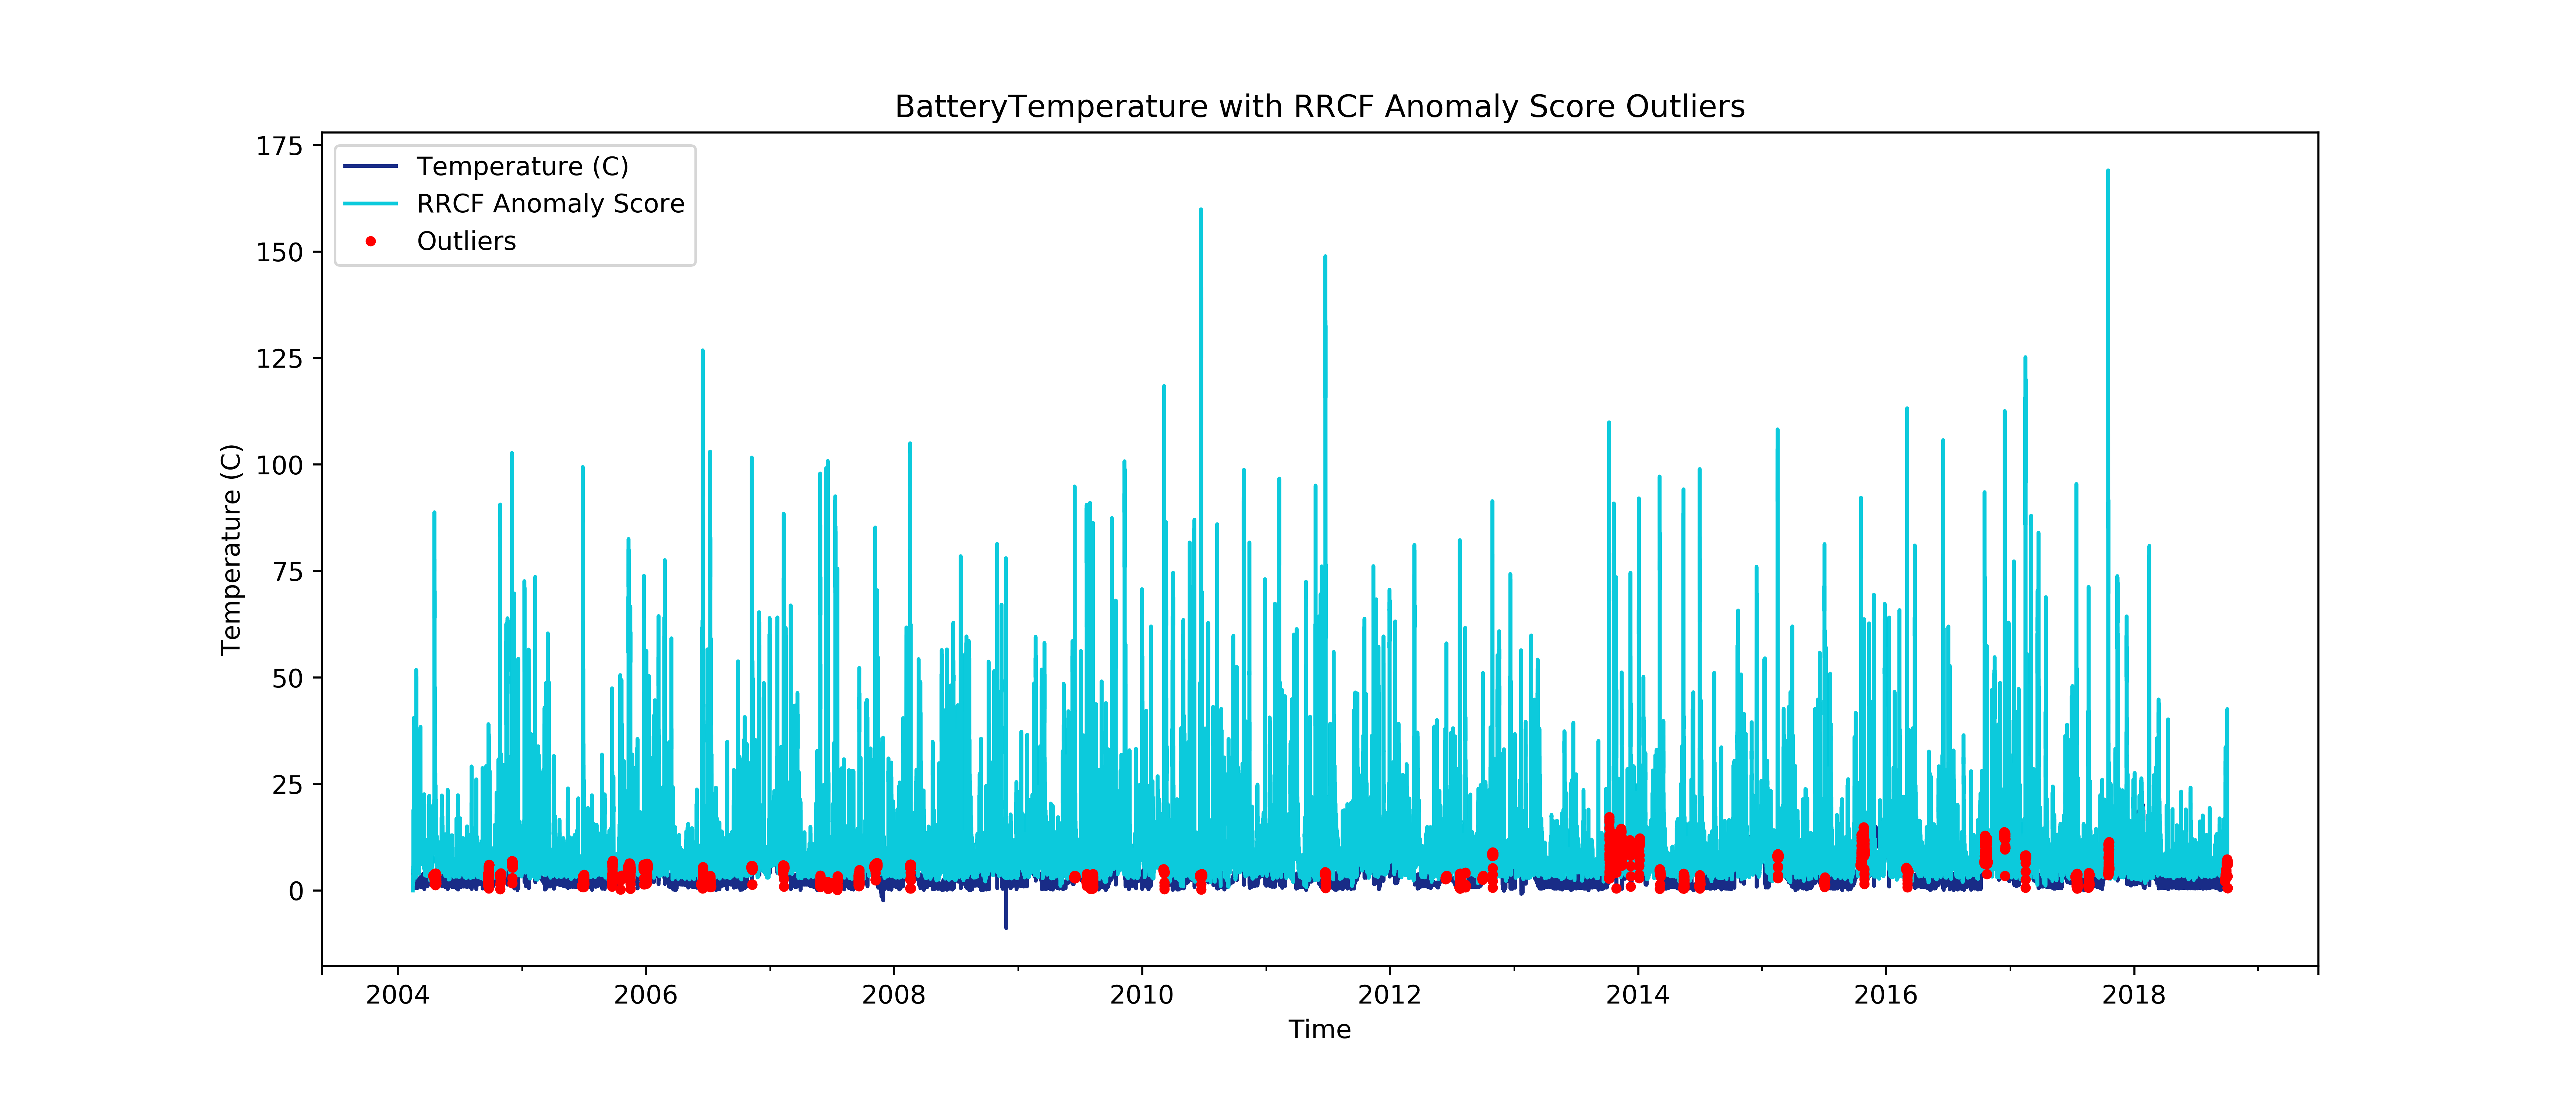 BatteryTemperature with RRCF Anomaly Score Outliers
Temperature (C)
RRCF Anomaly Score
Outliers
175
150
125
100
75
50
25
0
Temperature (C)
2004 2006 2008 2010 2012 2014 2016 2018
Time